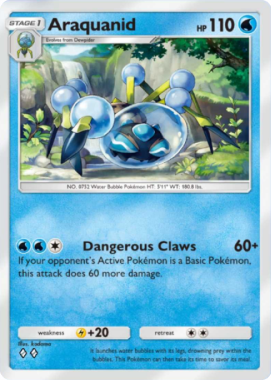 STAGE 1
Araquanid
HP 110
Evolves from Dewpider
NO. 0752 Water Bubble Pokémon HT: 5'11" WT: 180.8 lbs.
Dangerous Claws 60+
If your opponent's Active Pokémon is a Basic Pokémon,
this attack does 60 more damage.
weakness +20 retreat
Illus. kodama
It launches water bubbles with its legs, drowning prey within the
bubbles. This Pokémon can then take its time to savor its meal.